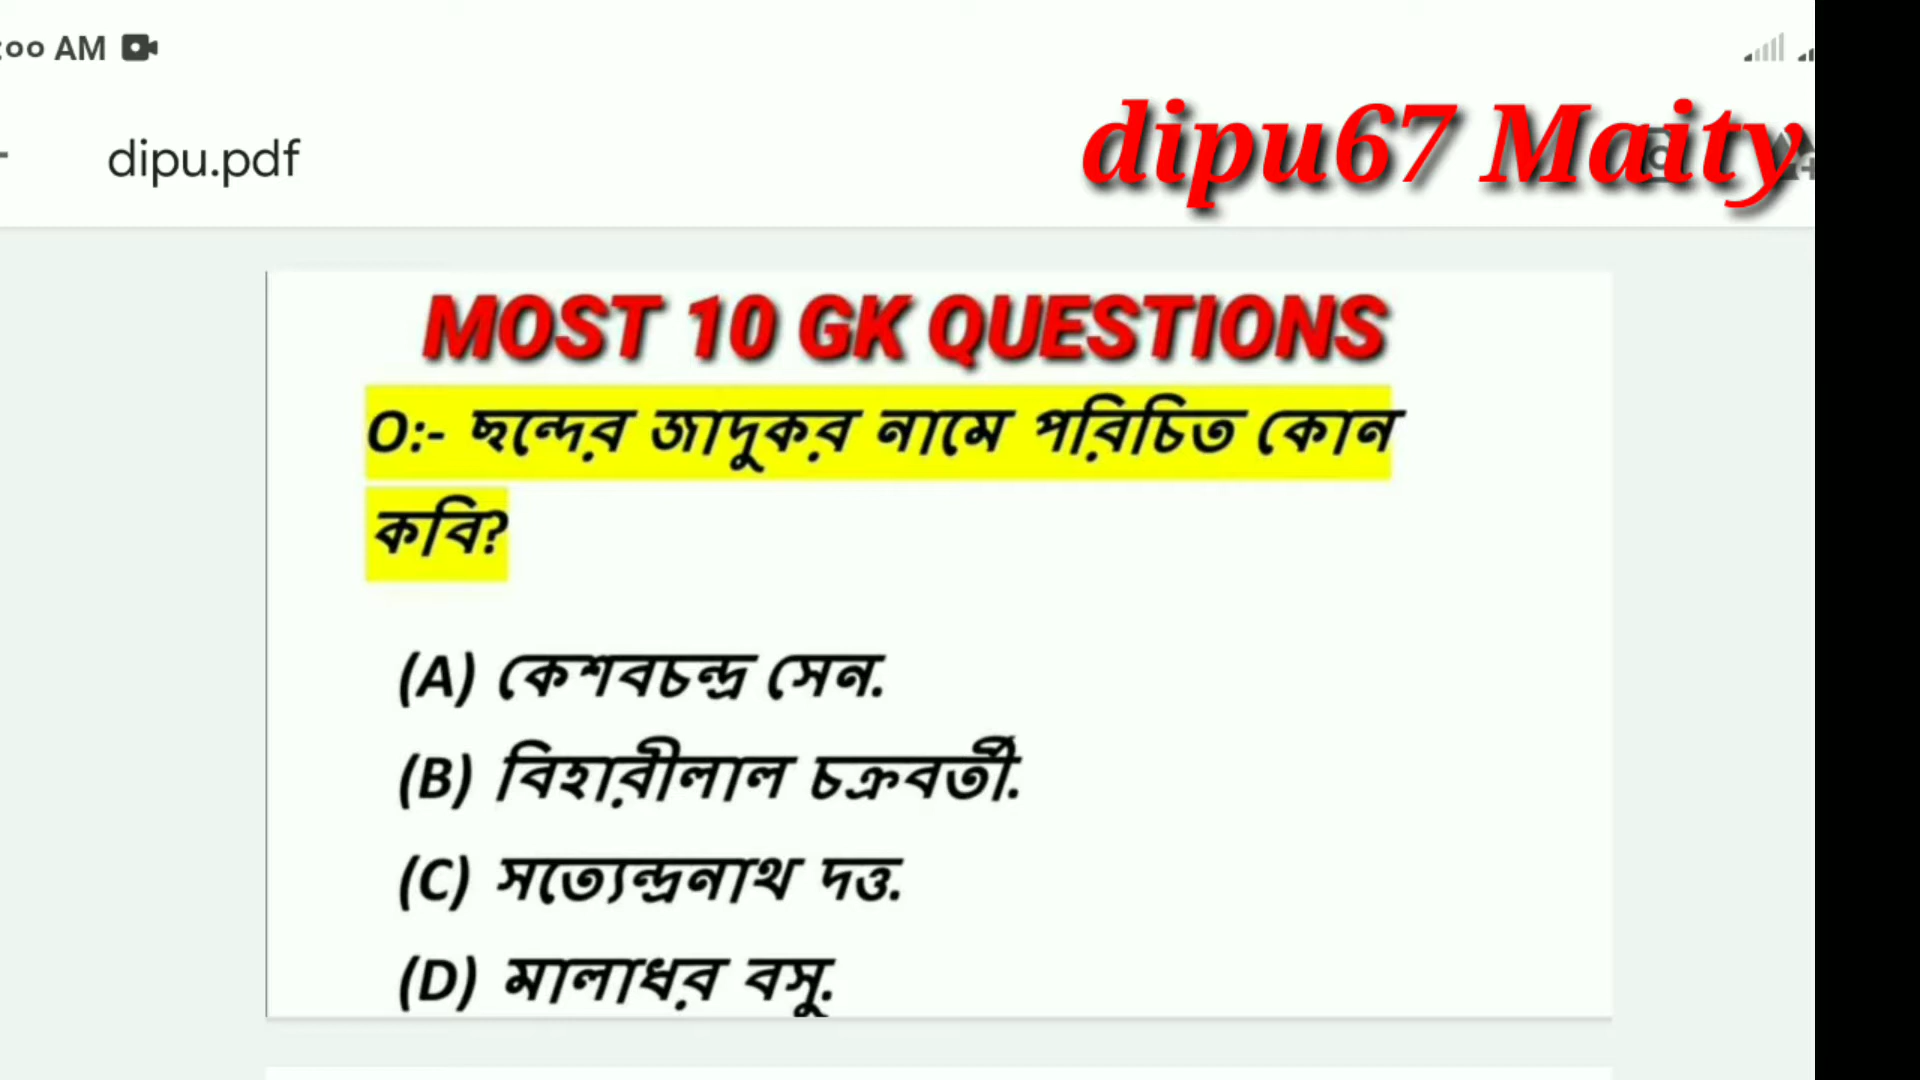 :00 AM
dipu67 Maity
dipu.pdf
MOST 10 GK QUESTIONS
O:- ছন্দের জাদুকর নামে পরিচিত কোন
কবি?
(A) কেশবচন্দ্র সেন.
(B) বিহারীলাল চক্রবর্তী.
(C) সত্যেন্দ্রনাথ দত্ত.
(D) মালাধর বসু.